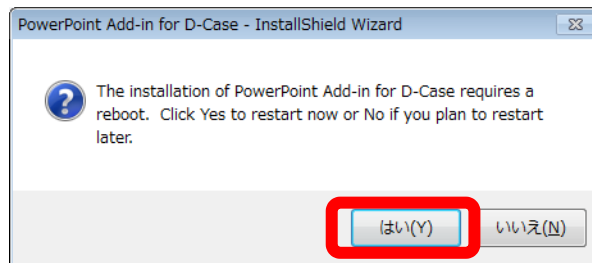 PowerPoint Add-in for D-Case - InstallShield Wizard
The installation of PowerPoint Add-in for D-Case requires a
reboot.  Click Yes to restart now or No if you plan to restart
later.
はい(Y) いいえ(N)